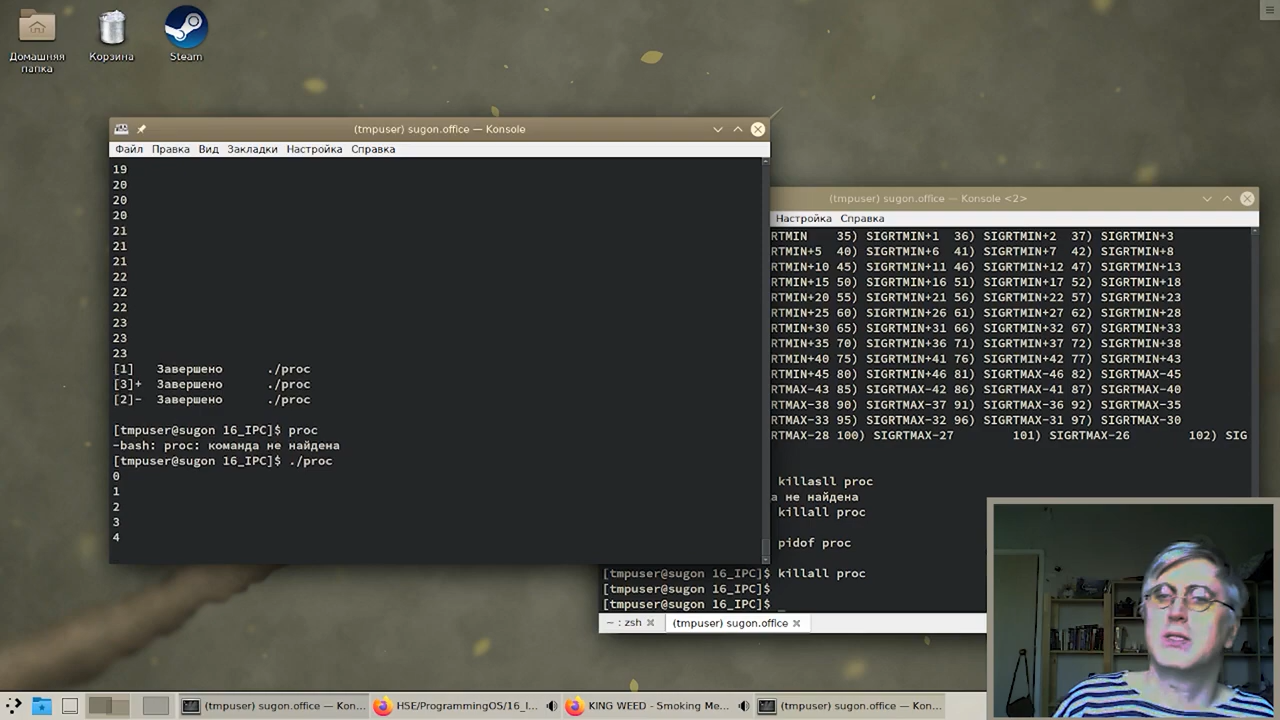 Домашняя
папка
Корзина
Steam
(tmpuser) sugon.office — Konsole
Файл Правка Вид Закладки Настройка Справка
19
20
20
20
21
21
21
22
22
22
23
23
23
[1]   Завершено      ./proc
[3]+  Завершено      ./proc
[2]-  Завершено      ./proc
[tmpuser@sugon 16_IPC]$ proc
-bash: proc: команда не найдена
[tmpuser@sugon 16_IPC]$ ./proc
0
1
2
3
4
(tmpuser) sugon.office — Konsole <2>
Настройка Справка
RTMIN    35) SIGRTMIN+1  36) SIGRTMIN+2  37) SIGRTMIN+3
RTMIN+5  40) SIGRTMIN+6  41) SIGRTMIN+7  42) SIGRTMIN+8
RTMIN+10 45) SIGRTMIN+11 46) SIGRTMIN+12 47) SIGRTMIN+13
RTMIN+15 50) SIGRTMIN+16 51) SIGRTMIN+17 52) SIGRTMIN+18
RTMIN+20 55) SIGRTMIN+21 56) SIGRTMIN+22 57) SIGRTMIN+23
RTMIN+25 60) SIGRTMIN+26 61) SIGRTMIN+27 62) SIGRTMIN+28
RTMIN+30 65) SIGRTMIN+31 66) SIGRTMIN+32 67) SIGRTMIN+33
RTMIN+35 70) SIGRTMIN+36 71) SIGRTMIN+37 72) SIGRTMIN+38
RTMIN+40 75) SIGRTMIN+41 76) SIGRTMIN+42 77) SIGRTMIN+43
RTMIN+45 80) SIGRTMIN+46 81) SIGRTMAX-46 82) SIGRTMAX-45
RTMAX-43 85) SIGRTMAX-42 86) SIGRTMAX-41 87) SIGRTMAX-40
RTMAX-38 90) SIGRTMAX-37 91) SIGRTMAX-36 92) SIGRTMAX-35
RTMAX-33 95) SIGRTMAX-32 96) SIGRTMAX-31 97) SIGRTMAX-30
RTMAX-28 100) SIGRTMAX-27        101) SIGRTMAX-26        102) SIG
killasll proc
а не найдена
killall proc
pidof proc
[tmpuser@sugon 16_IPC]$ killall proc
[tmpuser@sugon 16_IPC]$
[tmpuser@sugon 16_IPC]$ _
~ : zsh (tmpuser) sugon.office
(tmpuser) sugon.office — Kon... HSE/ProgrammingOS/16_I... KING WEED - Smoking Me... (tmpuser) sugon.office — Kon...